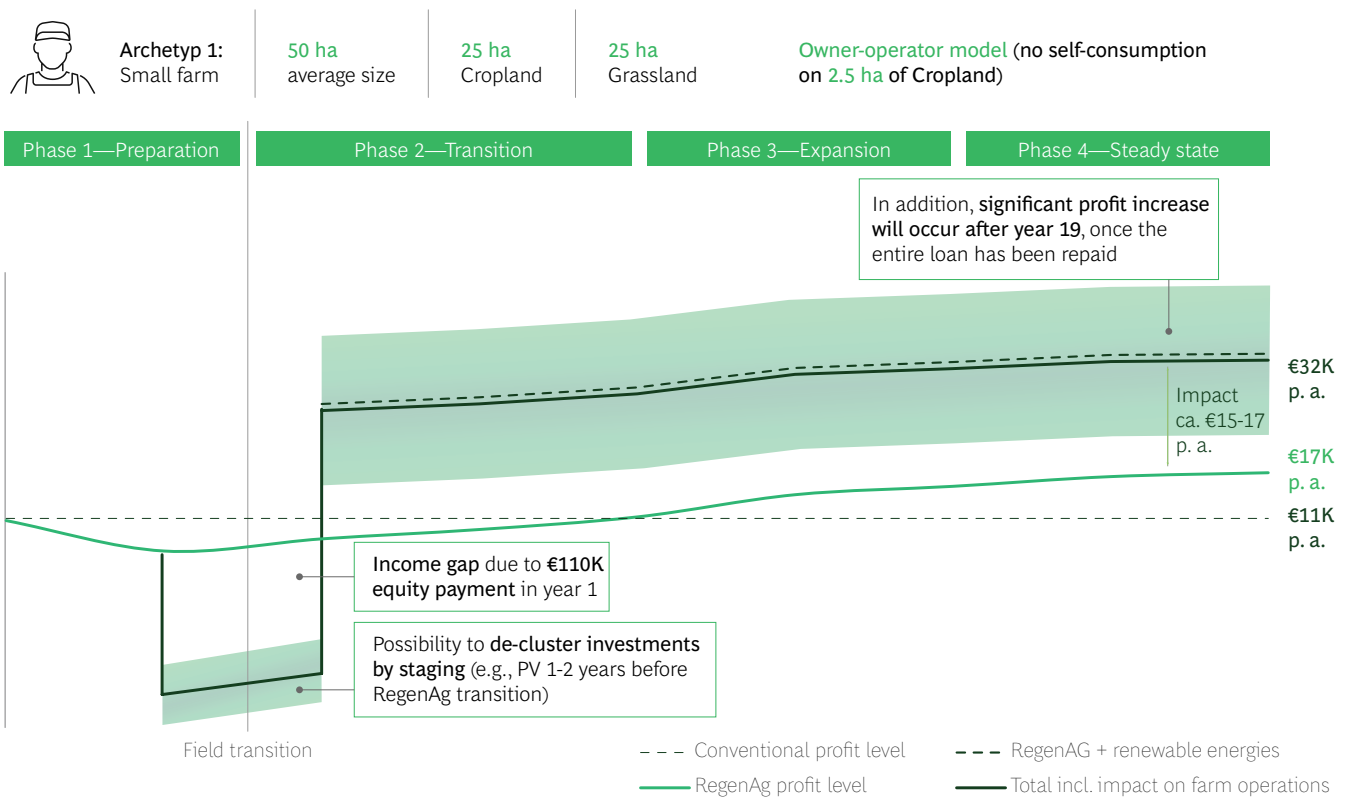 Archetyp 1:
Small farm
50 ha
average size
25 ha
Cropland
25 ha
Grassland
Owner-operator model (no self-consumption
on 2.5 ha of Cropland)
Phase 1—Preparation
Phase 2—Transition
Phase 3—Expansion
Phase 4—Steady state
In addition, significant profit increase
will occur after year 19, once the
entire loan has been repaid
€32K
p. a.
Impact
ca. €15-17
p. a.
€17K
p. a.
€11K
p. a.
Income gap due to €110K
equity payment in year 1
Possibility to de-cluster investments
by staging (e.g., PV 1-2 years before
RegenAg transition)
Field transition
Conventional profit level
RegenAG + renewable energies
RegenAg profit level
Total incl. impact on farm operations